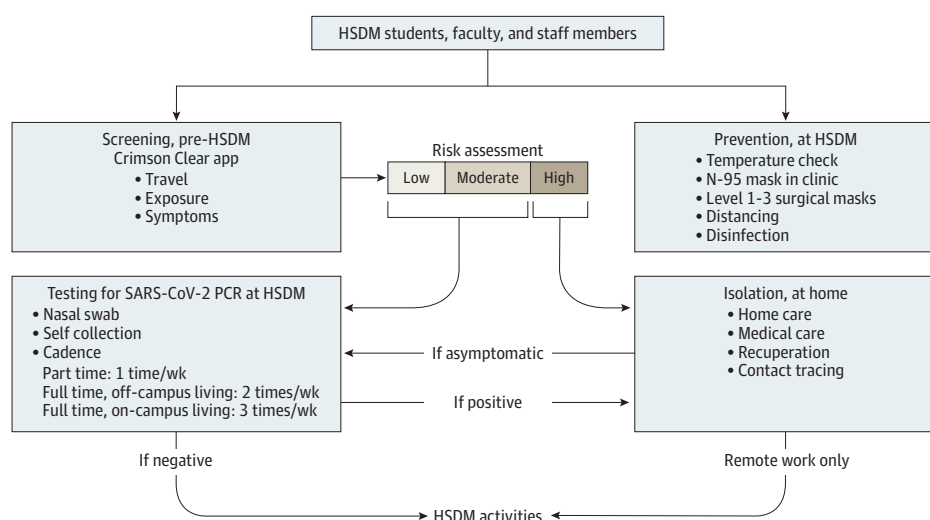 HSDM students, faculty, and staff members
Screening, pre-HSDM
Crimson Clear app
• Travel
• Exposure
• Symptoms
Risk assessment
Low Moderate High
Prevention, at HSDM
• Temperature check
• N-95 mask in clinic
• Level 1-3 surgical masks
• Distancing
• Disinfection
Testing for SARS-CoV-2 PCR at HSDM
• Nasal swab
• Self collection
• Cadence
Part time: 1 time/wk
Full time, off-campus living: 2 times/wk
Full time, on-campus living: 3 times/wk
If asymptomatic
If positive
Isolation, at home
• Home care
• Medical care
• Recuperation
• Contact tracing
If negative
Remote work only
HSDM activities